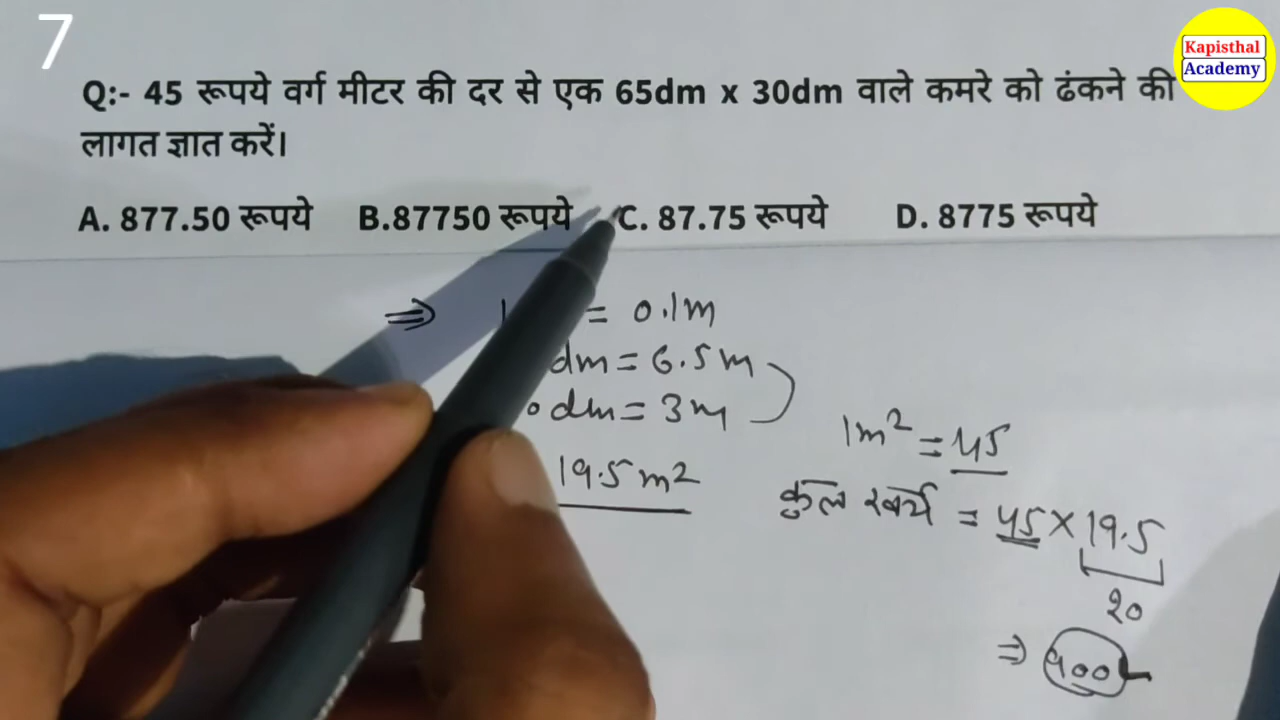 7
Kapisthal
Academy
Q:- 45 रूपये वर्ग मीटर की दर से एक 65dm x 30dm वाले कमरे को ढंकने की
लागत ज्ञात करें।
A. 877.50 रूपये B.87750 रूपये C. 87.75 रूपये D. 8775 रूपये
⇒ 1 = 0.1m
dm = 6.5m
0 dm = 3m
19.5m²
1m² = 45
कुल खर्च = 45 × 19.5
20
⇒ 900